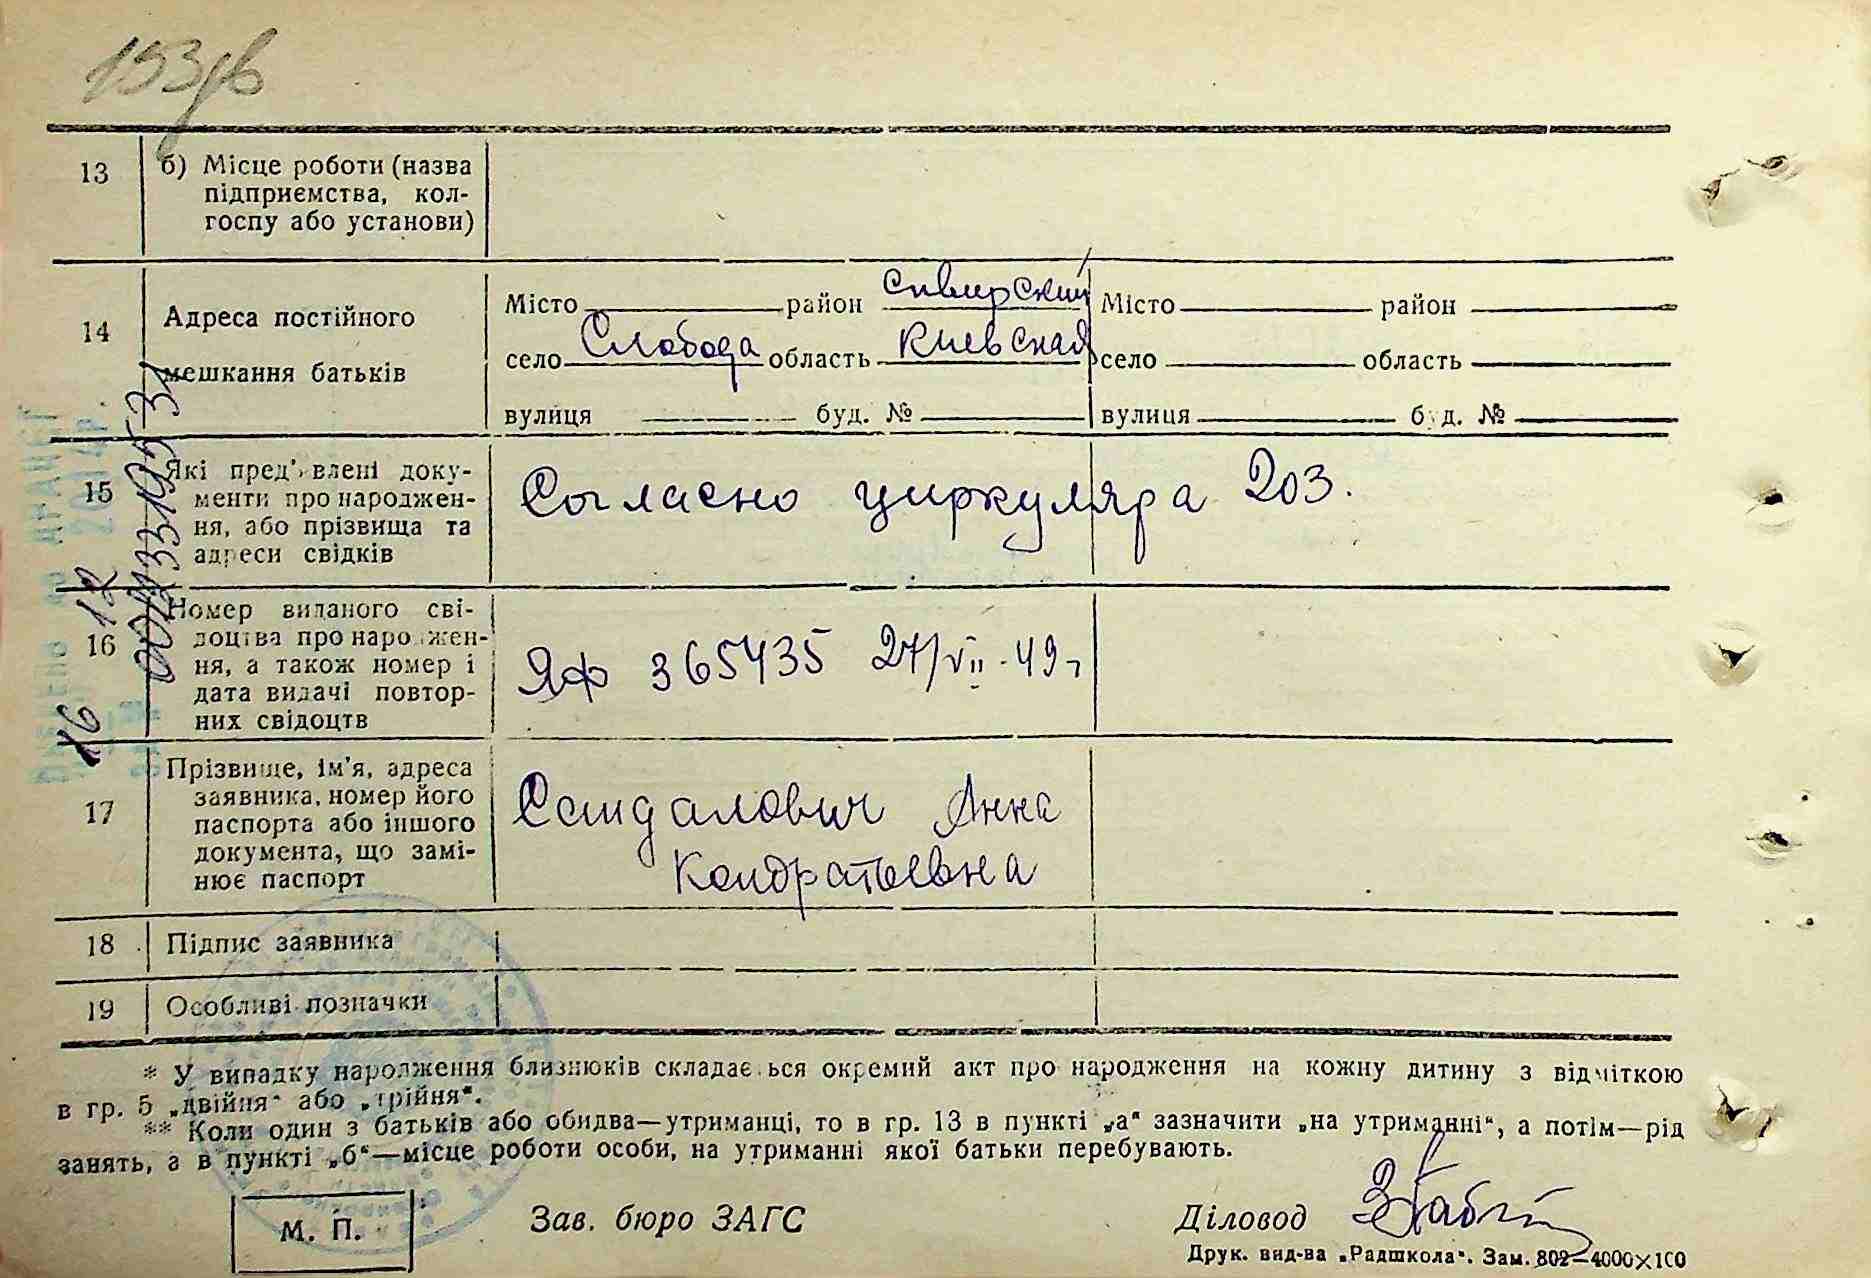 153зв
13 б) Місце роботи (назва
підприємства, кол-
госпу або установи)
14 Адреса постійного
мешкання батьків
Місто район сквирский
село Слобода область Киевская
вулиця буд. №
Місто район
село область
вулиця буд. №
15 Які пред'явлені доку-
менти про народжен-
ня, або прізвища та
адреси свідків
Согласно циркуляра 203.
16 Номер виданого сві-
доцтва про народжен-
ня, а також номер і
дата видачі повтор-
них свідоцтв
ЯФ 365435 27/VII-49 г
17 Прізвище, ім'я, адреса
заявника, номер його
паспорта або іншого
документа, що замі-
нює паспорт
Сандалович Анна
Кондратьевна
18 Підпис заявника
19 Особливі позначки
* У випадку народження близнюків складається окремий акт про народження на кожну дитину з відміткою
в гр. 5 „двійня“ або „трійня“.
** Коли один з батьків або обидва—утриманці, то в гр. 13 в пункті „а“ зазначити „на утриманні“, а потім—рід
занять, а в пункті „б“—місце роботи особи, на утриманні якої батьки перебувають.
М. П. Зав. бюро ЗАГС Діловод
Друк. вид-ва „Радшкола“. Зам. 802—4000×100
16 12 2014р.
00133319531